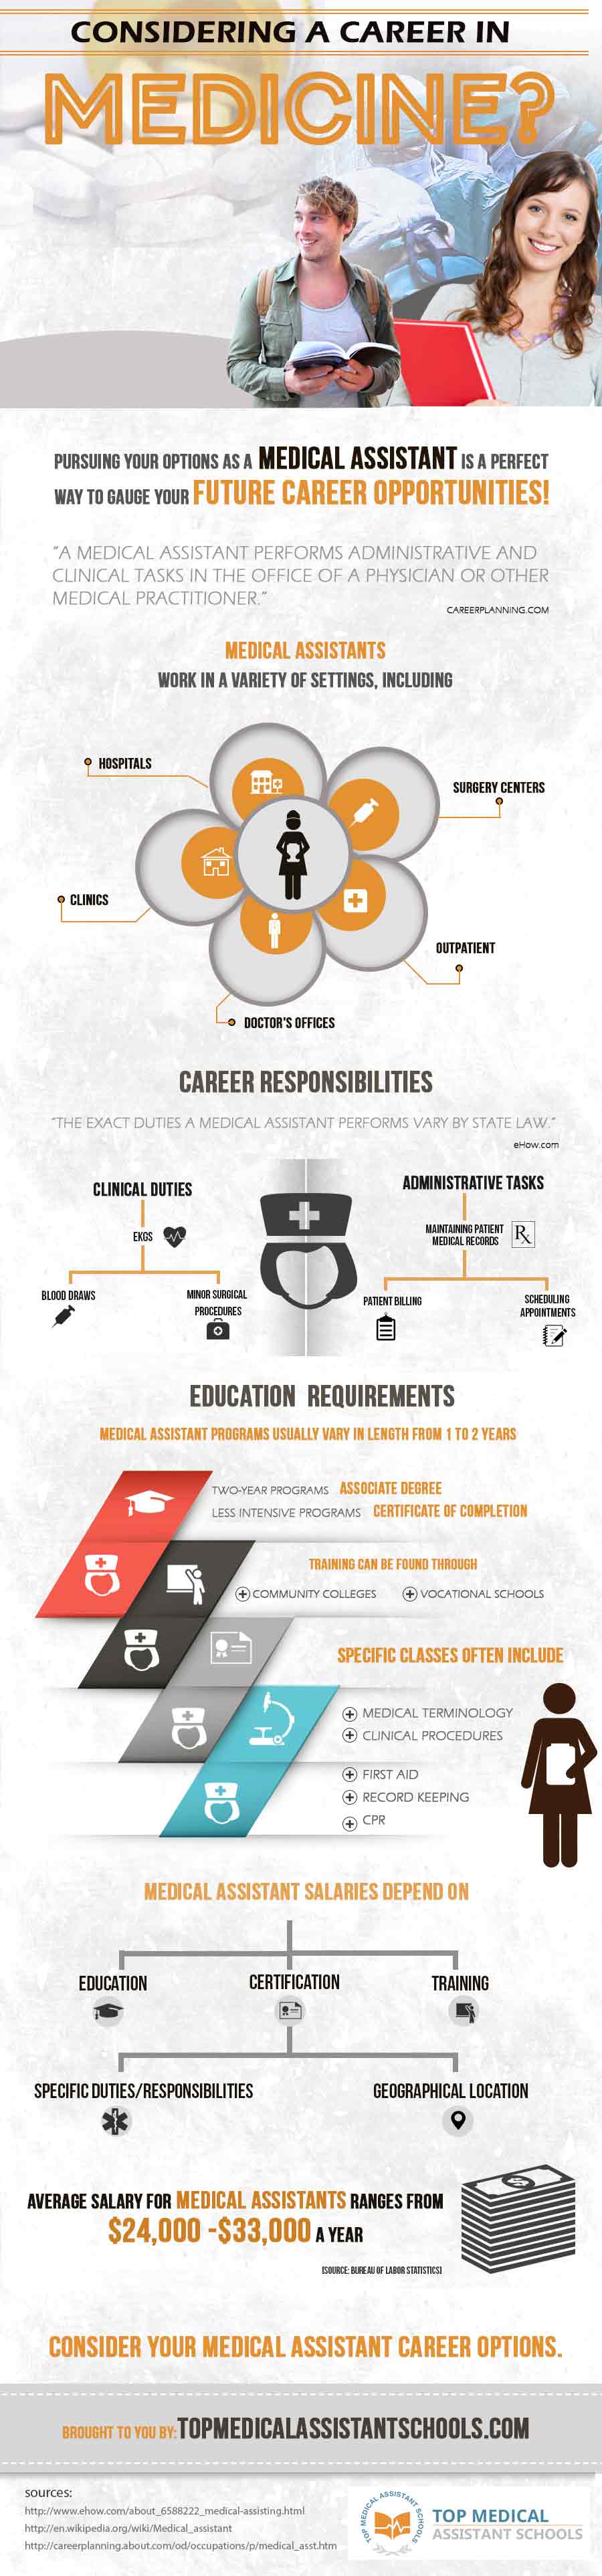 CONSIDERING A CAREER IN
MEDICINE?
PURSUING YOUR OPTIONS AS A MEDICAL ASSISTANT IS A PERFECT
WAY TO GAUGE YOUR FUTURE CAREER OPPORTUNITIES!
"A MEDICAL ASSISTANT PERFORMS ADMINISTRATIVE AND
CLINICAL TASKS IN THE OFFICE OF A PHYSICIAN OR OTHER
MEDICAL PRACTITIONER."
CAREERPLANNING.COM
MEDICAL ASSISTANTS
WORK IN A VARIETY OF SETTINGS, INCLUDING
HOSPITALS
SURGERY CENTERS
CLINICS
OUTPATIENT
DOCTOR'S OFFICES
CAREER RESPONSIBILITIES
"THE EXACT DUTIES A MEDICAL ASSISTANT PERFORMS VARY BY STATE LAW."
eHow.com
CLINICAL DUTIES
EKGS
BLOOD DRAWS
MINOR SURGICAL
PROCEDURES
ADMINISTRATIVE TASKS
MAINTAINING PATIENT
MEDICAL RECORDS
Rx
PATIENT BILLING
SCHEDULING
APPOINTMENTS
EDUCATION REQUIREMENTS
MEDICAL ASSISTANT PROGRAMS USUALLY VARY IN LENGTH FROM 1 TO 2 YEARS
TWO-YEAR PROGRAMS ASSOCIATE DEGREE
LESS INTENSIVE PROGRAMS CERTIFICATE OF COMPLETION
TRAINING CAN BE FOUND THROUGH
COMMUNITY COLLEGES VOCATIONAL SCHOOLS
SPECIFIC CLASSES OFTEN INCLUDE
MEDICAL TERMINOLOGY
CLINICAL PROCEDURES
FIRST AID
RECORD KEEPING
CPR
MEDICAL ASSISTANT SALARIES DEPEND ON
EDUCATION
CERTIFICATION
TRAINING
SPECIFIC DUTIES/RESPONSIBILITIES
GEOGRAPHICAL LOCATION
AVERAGE SALARY FOR MEDICAL ASSISTANTS RANGES FROM
$24,000 -$33,000 A YEAR
[SOURCE: BUREAU OF LABOR STATISTICS]
CONSIDER YOUR MEDICAL ASSISTANT CAREER OPTIONS.
BROUGHT TO YOU BY: TOPMEDICALASSISTANTSCHOOLS.COM
sources:
http://www.ehow.com/about_6588222_medical-assisting.html
http://en.wikipedia.org/wiki/Medical_assistant
http://careerplanning.about.com/od/occupations/p/medical_asst.htm
TOP MEDICAL ASSISTANT SCHOOLS
TOP MEDICAL
ASSISTANT SCHOOLS